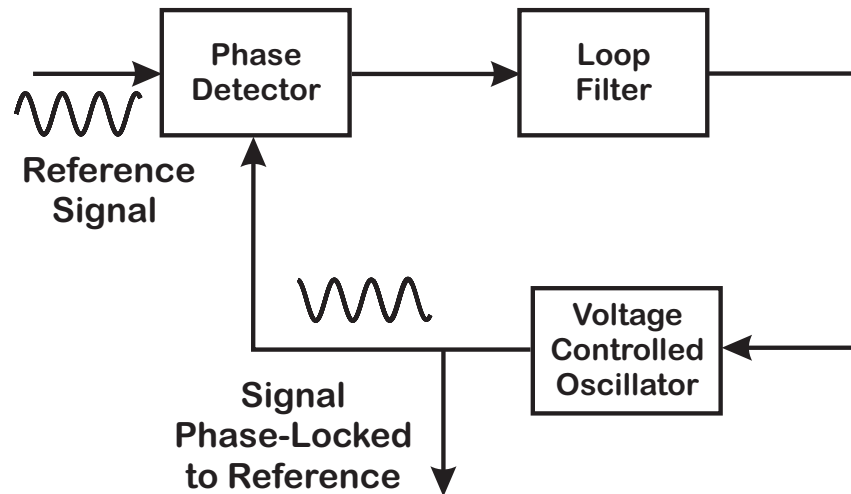 Phase
Detector
Loop
Filter
Reference
Signal
Voltage
Controlled
Oscillator
Signal
Phase-Locked
to Reference